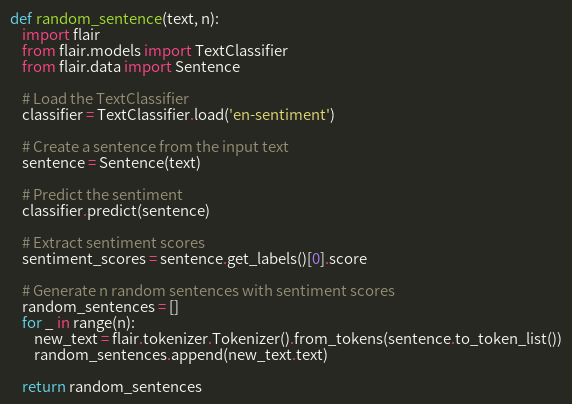 def random_sentence(text, n):
    import flair
    from flair.models import TextClassifier
    from flair.data import Sentence

    # Load the TextClassifier
    classifier = TextClassifier.load('en-sentiment')

    # Create a sentence from the input text
    sentence = Sentence(text)

    # Predict the sentiment
    classifier.predict(sentence)

    # Extract sentiment scores
    sentiment_scores = sentence.get_labels()[0].score

    # Generate n random sentences with sentiment scores
    random_sentences = []
    for _ in range(n):
        new_text = flair.tokenizer.Tokenizer().from_tokens(sentence.to_token_list())
        random_sentences.append(new_text.text)

    return random_sentences